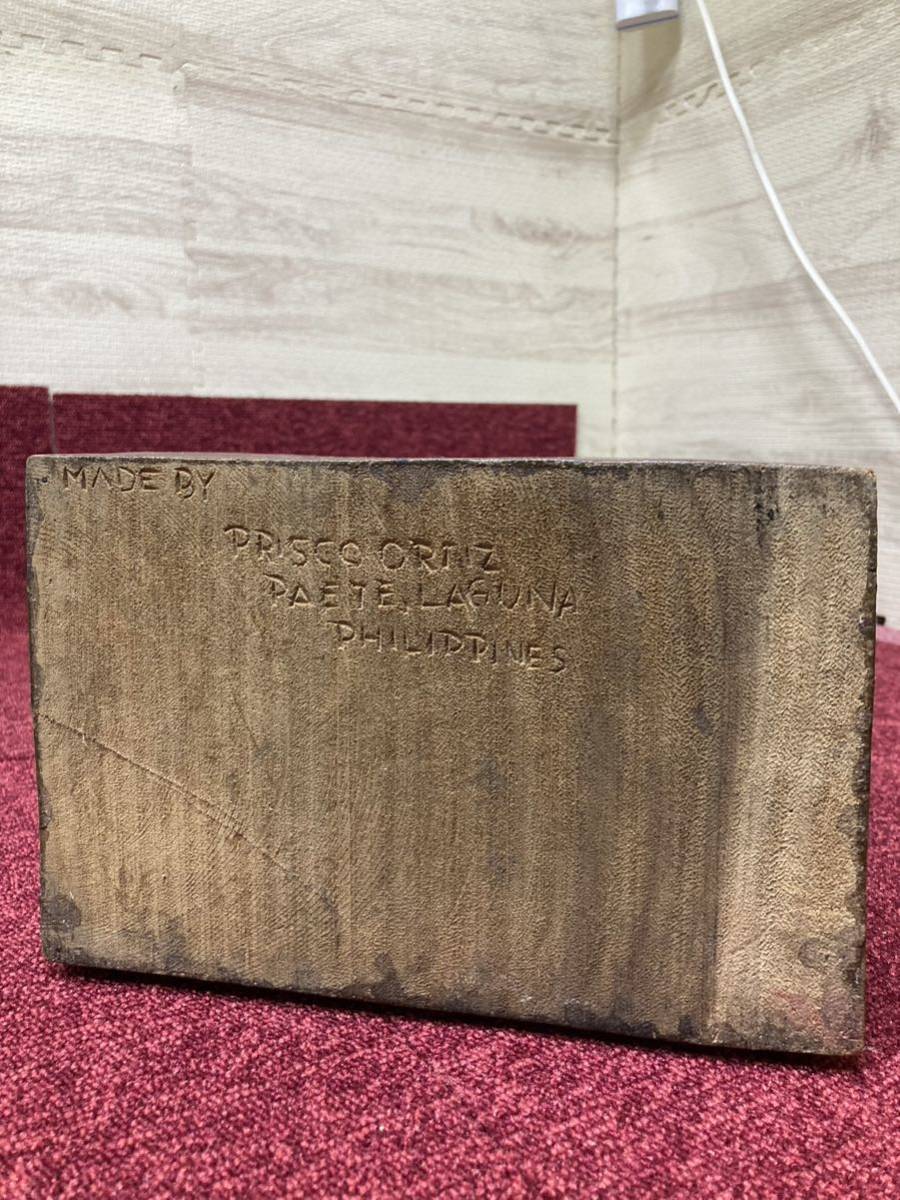 MADE BY
PRISCO ORTIZ
PAETE, LAGUNA
PHILIPPINES